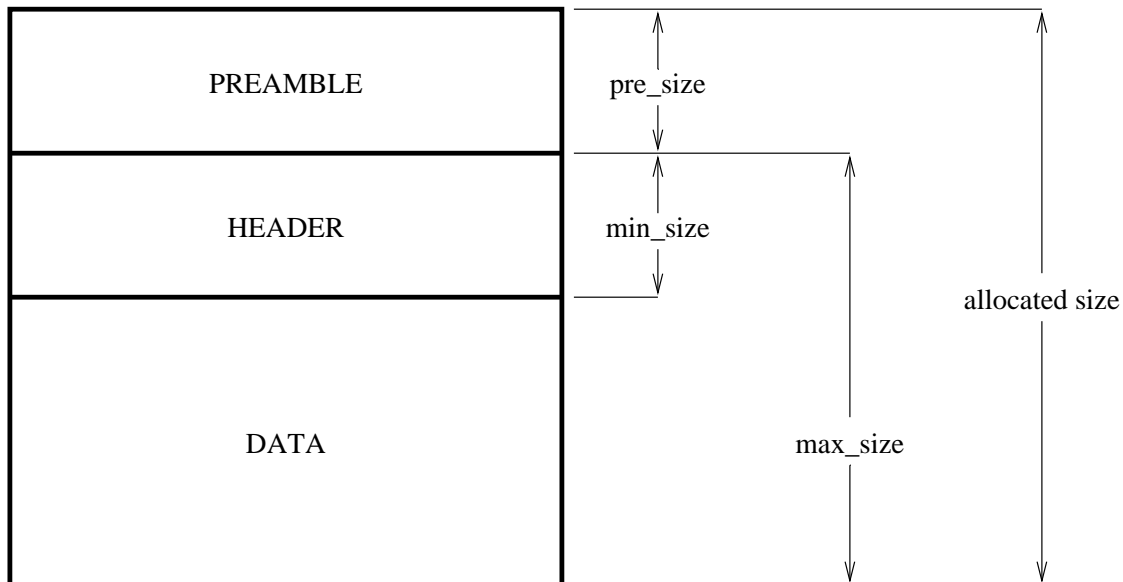 PREAMBLE
pre_size
HEADER
min_size
allocated size
DATA
max_size